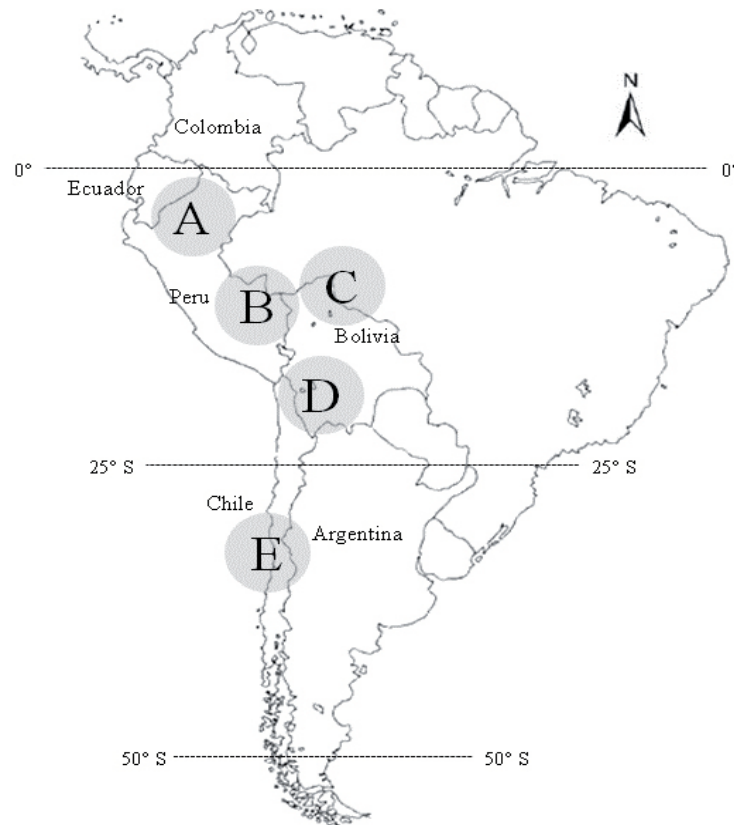 N
Colombia
0° 0°
Ecuador
A
Peru B C
Bolivia
D
25° S 25° S
Chile
Argentina
E
50° S 50° S